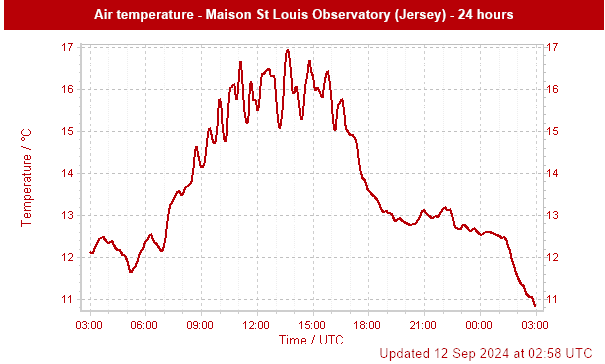 Air temperature - Maison St Louis Observatory (Jersey) - 24 hours
Temperature / °C
17 17
16 16
15 15
14 14
13 13
12 12
11 11
03:00 06:00 09:00 12:00 15:00 18:00 21:00 00:00 03:00
Time / UTC
Updated 12 Sep 2024 at 02:58 UTC